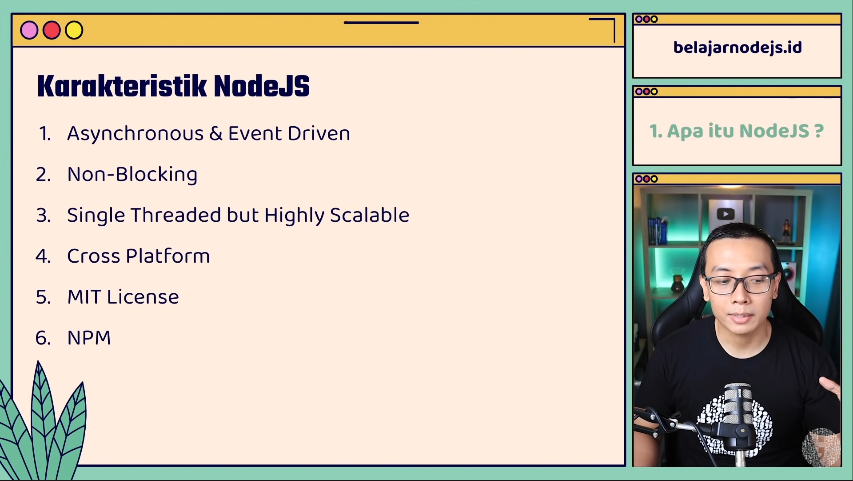 Karakteristik NodeJS
1. Asynchronous & Event Driven
2. Non-Blocking
3. Single Threaded but Highly Scalable
4. Cross Platform
5. MIT License
6. NPM
belajarnodejs.id
1. Apa itu NodeJS ?